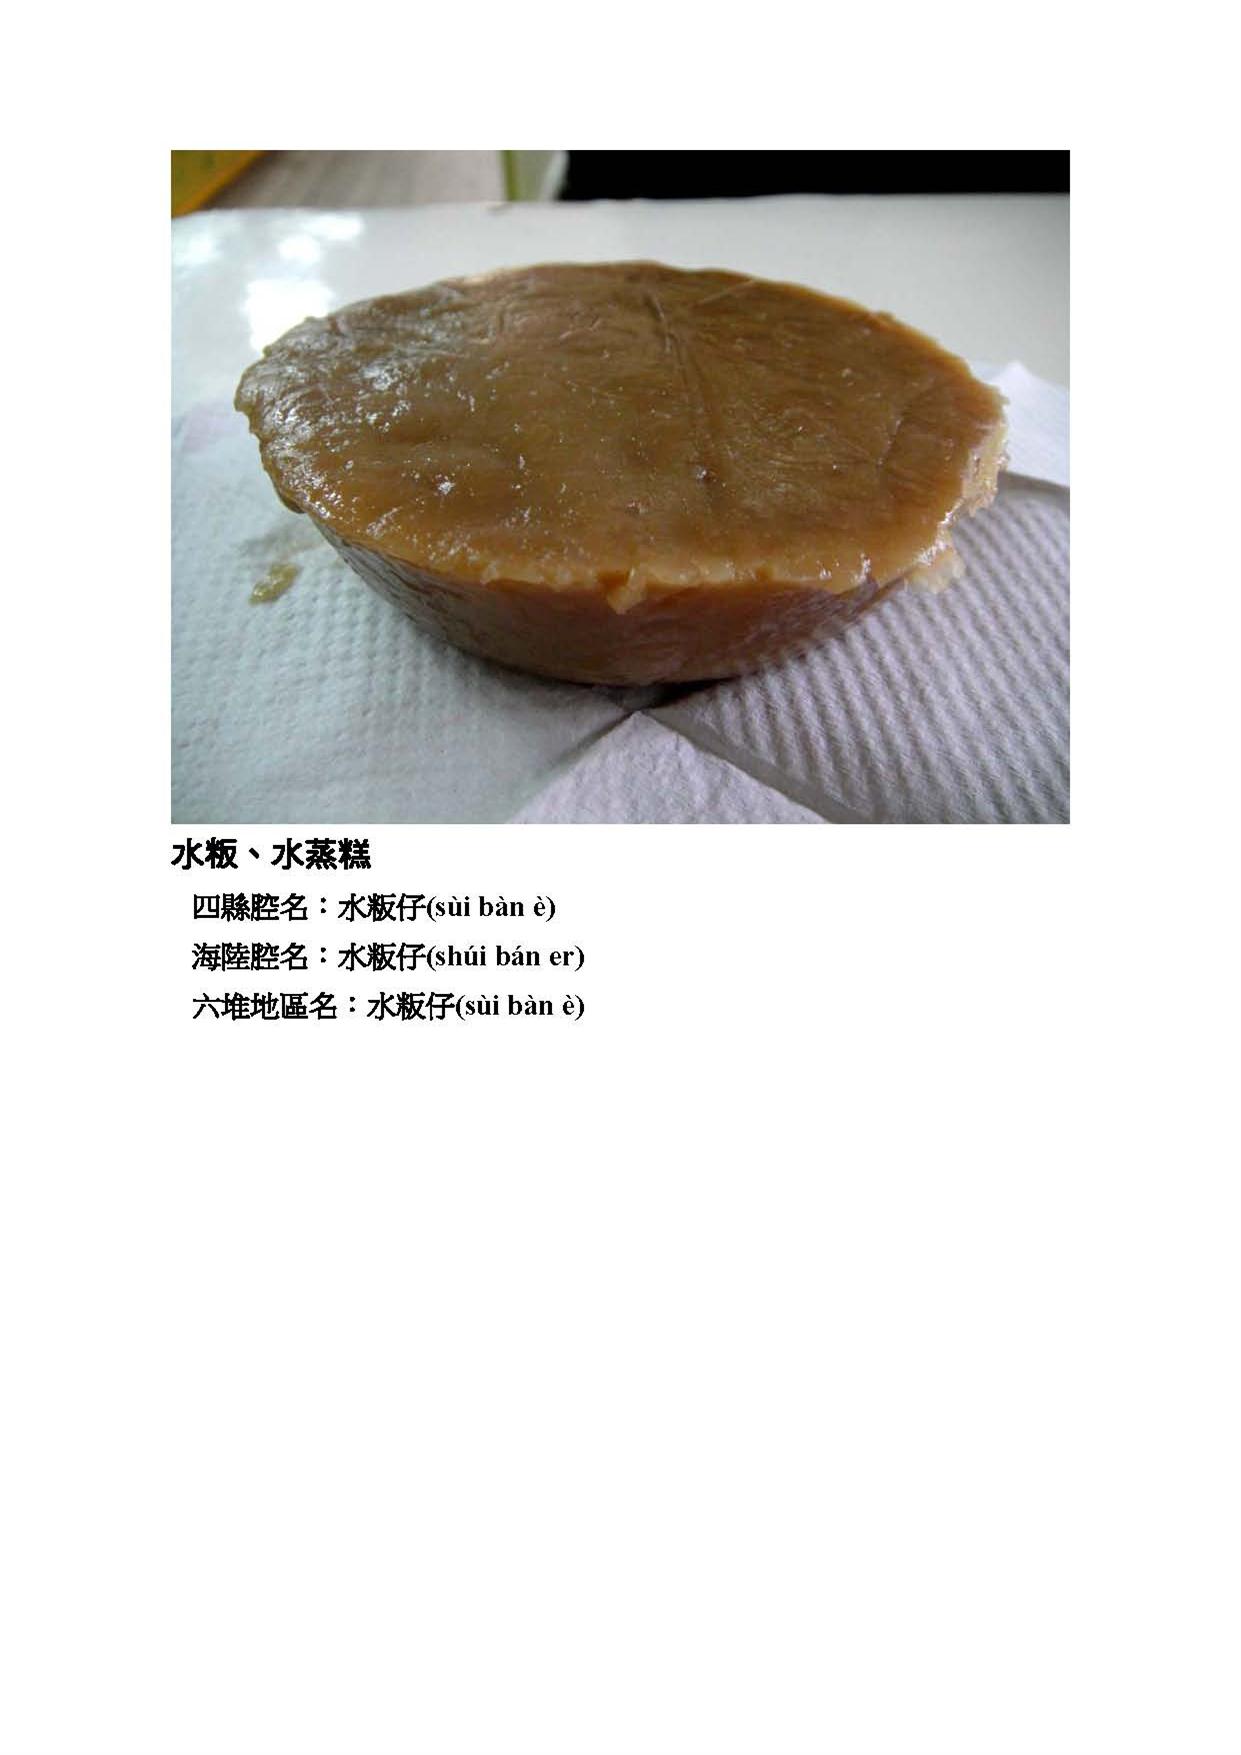 水粄、水蒸糕
四縣腔名：水粄仔(sùi bàn è)
海陸腔名：水粄仔(shúi bán er)
六堆地區名：水粄仔(sùi bàn è)